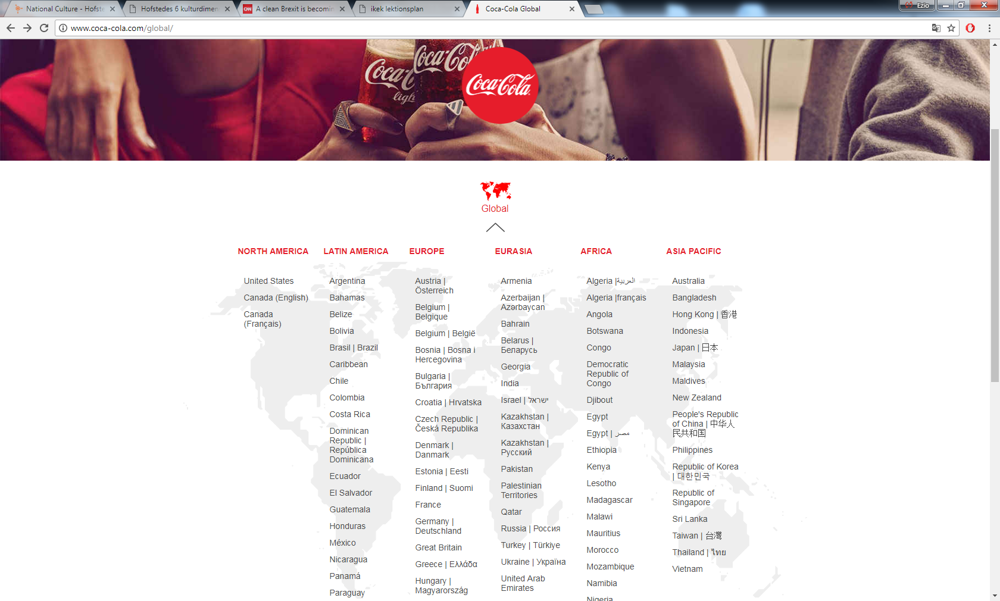 National Culture - Hofste
Hofstedes 6 kulturdimen
CNN
A clean Brexit is becomin
ikek lektionsplan
Coca-Cola Global
Ezio
www.coca-cola.com/global/
Coca-Cola
light
Coca-Cola
Coca-Cola
Global
NORTH AMERICA
United States
Canada (English)
Canada
(Français)
LATIN AMERICA
Argentina
Bahamas
Belize
Bolivia
Brasil | Brazil
Caribbean
Chile
Colombia
Costa Rica
Dominican
Republic |
República
Dominicana
Ecuador
El Salvador
Guatemala
Honduras
México
Nicaragua
Panamá
Paraguay
EUROPE
Austria |
Österreich
Belgium |
Belgique
Belgium | België
Bosnia | Bosna i
Hercegovina
Bulgaria |
България
Croatia | Hrvatska
Czech Republic |
Česká Republika
Denmark |
Danmark
Estonia | Eesti
Finland | Suomi
France
Germany |
Deutschland
Great Britain
Greece | Ελλάδα
Hungary |
Magyarország
EURASIA
Armenia
Azerbaijan |
Azərbaycan
Bahrain
Belarus |
Беларусь
Georgia
India
Israel | ישראל
Kazakhstan |
Казахстан
Kazakhstan |
Русский
Pakistan
Palestinian
Territories
Qatar
Russia | Россия
Turkey | Türkiye
Ukraine | Україна
United Arab
Emirates
AFRICA
Algeria |العربية
Algeria |français
Angola
Botswana
Congo
Democratic
Republic of
Congo
Djibout
Egypt
Egypt | مصر
Ethiopia
Kenya
Lesotho
Madagascar
Malawi
Mauritius
Morocco
Mozambique
Namibia
Nigeria
ASIA PACIFIC
Australia
Bangladesh
Hong Kong | 香港
Indonesia
Japan | 日本
Malaysia
Maldives
New Zealand
People's Republic
of China | 中华人
民共和国
Philippines
Republic of Korea
| 대한민국
Republic of
Singapore
Sri Lanka
Taiwan | 台灣
Thailand | ไทย
Vietnam